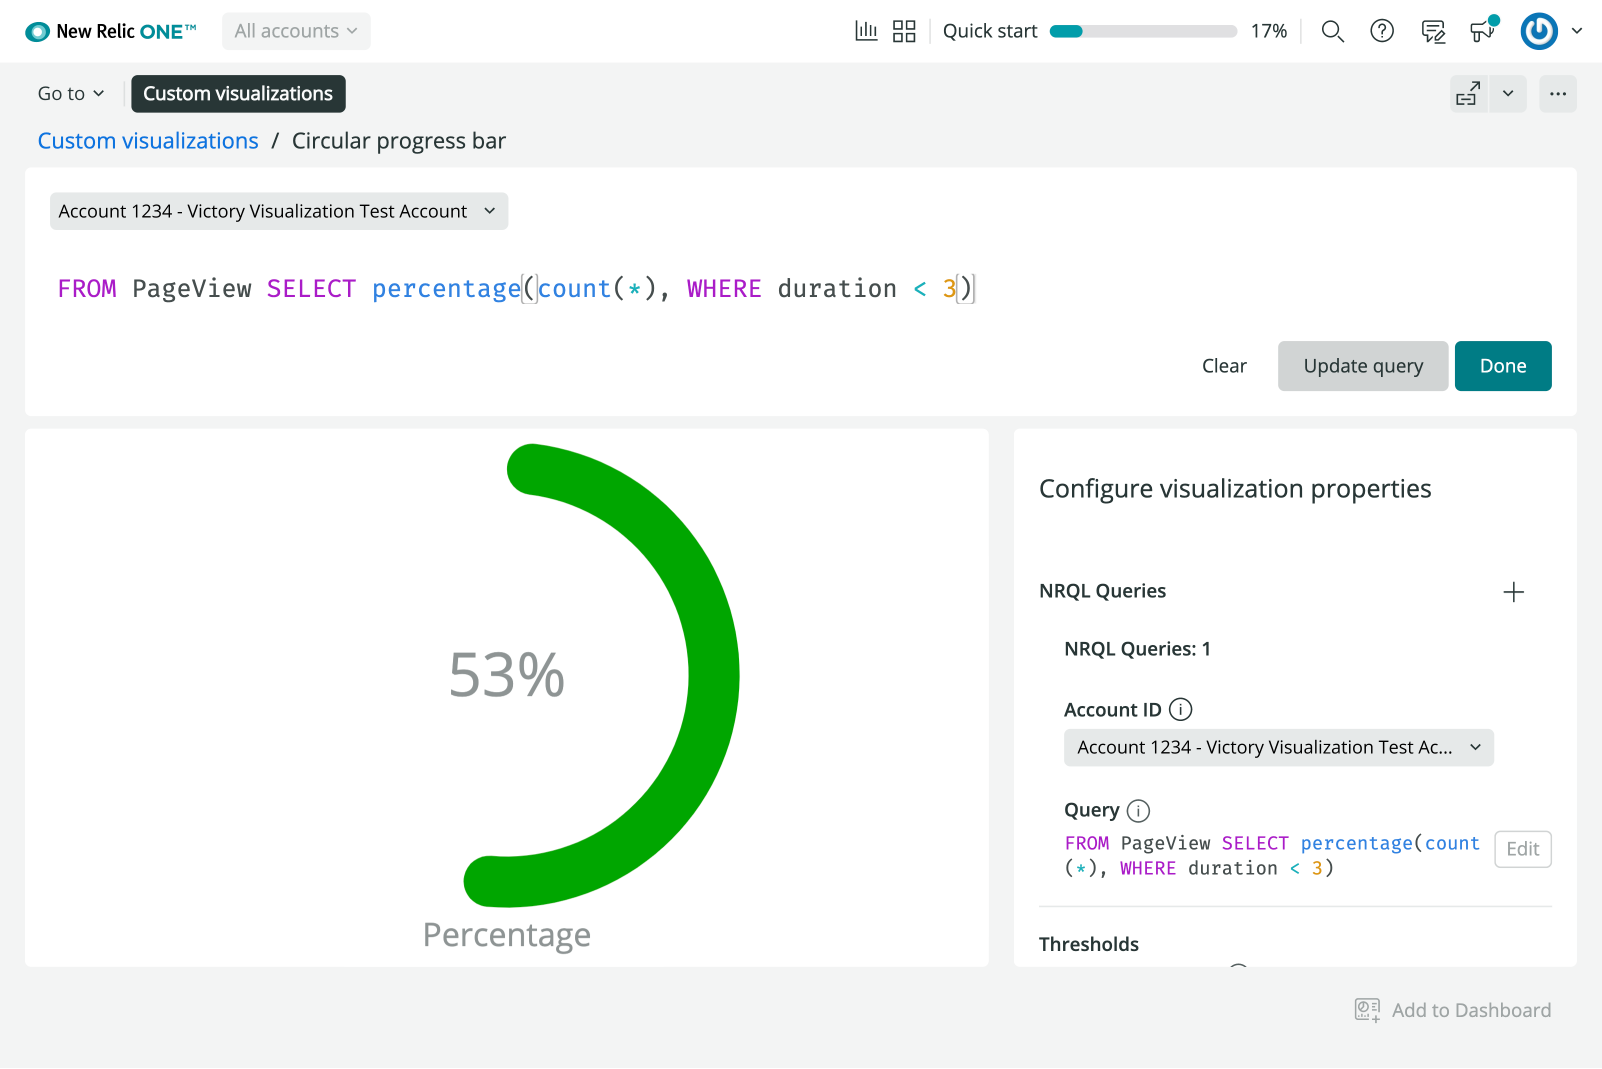 New Relic ONE™
All accounts
Quick start
17%
Go to
Custom visualizations
Custom visualizations / Circular progress bar
Account 1234 - Victory Visualization Test Account
FROM PageView SELECT percentage(count(*), WHERE duration < 3)
Clear
Update query
Done
53%
Percentage
Configure visualization properties
NRQL Queries
NRQL Queries: 1
Account ID
Account 1234 - Victory Visualization Test Ac...
Query
FROM PageView SELECT percentage(count
(*), WHERE duration < 3)
Edit
Thresholds
Add to Dashboard